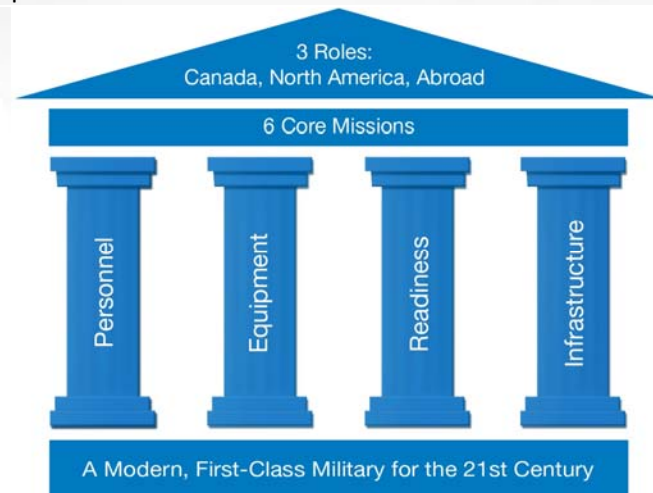 3 Roles:
Canada, North America, Abroad
6 Core Missions
Personnel
Equipment
Readiness
Infrastructure
A Modern, First-Class Military for the 21st Century